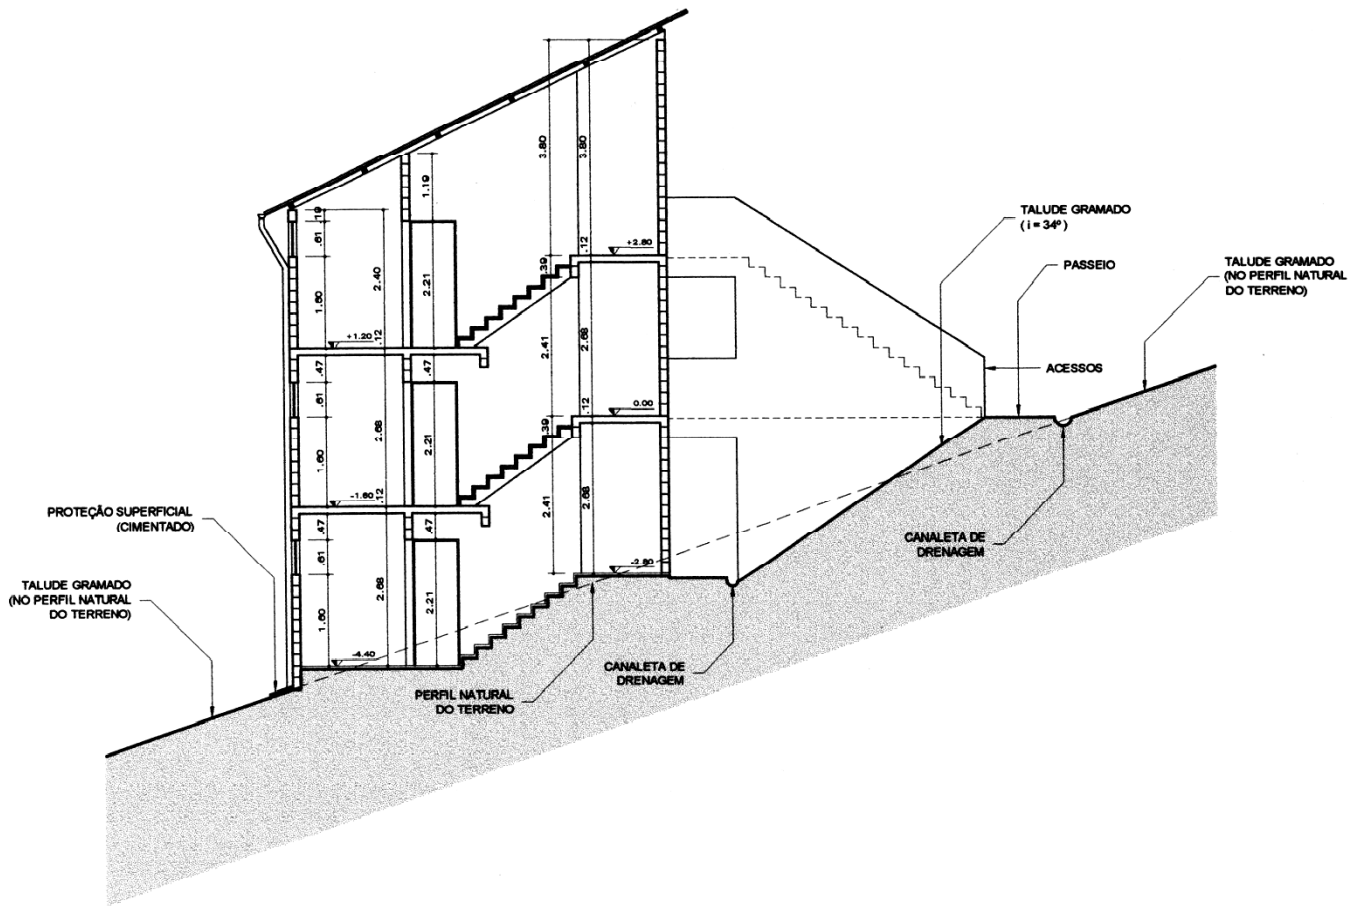 3.80
3.80
1.19
.19
.61
1.60
2.40
2.21
TALUDE GRAMADO
( i = 34º )
PASSEIO
TALUDE GRAMADO
(NO PERFIL NATURAL
DO TERRENO)
+2.80
.12
.39
+1.20
.12
.47
.47
2.41
2.68
ACESSOS
.61
1.60
2.68
2.21
0.00
.12
.39
-1.60
.12
.47
.47
2.41
2.68
PROTEÇÃO SUPERFICIAL
(CIMENTADO)
CANALETA DE
DRENAGEM
.61
1.60
2.68
2.21
-2.80
TALUDE GRAMADO
(NO PERFIL NATURAL
DO TERRENO)
-4.40
CANALETA DE
DRENAGEM
PERFIL NATURAL
DO TERRENO